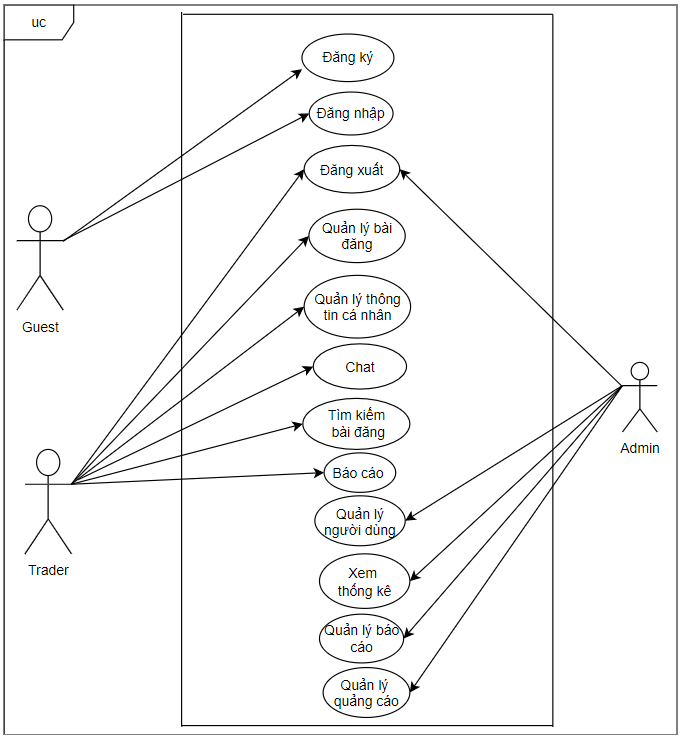 uc
Đăng ký
Đăng nhập
Đăng xuất
Quản lý bài
đăng
Guest
Quản lý thông
tin cá nhân
Chat
Tìm kiếm
bài đăng
Admin
Báo cáo
Quản lý
người dùng
Trader
Xem
thống kê
Quản lý báo
cáo
Quản lý
quảng cáo